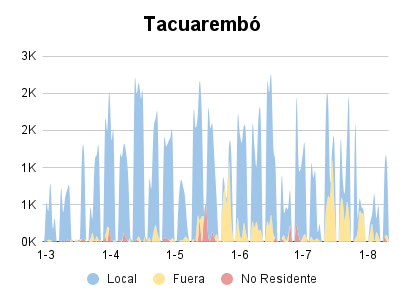 Tacuarembó
3K
2K
2K
1K
1K
0K
1-3 1-4 1-5 1-6 1-7 1-8
Local Fuera No Residente